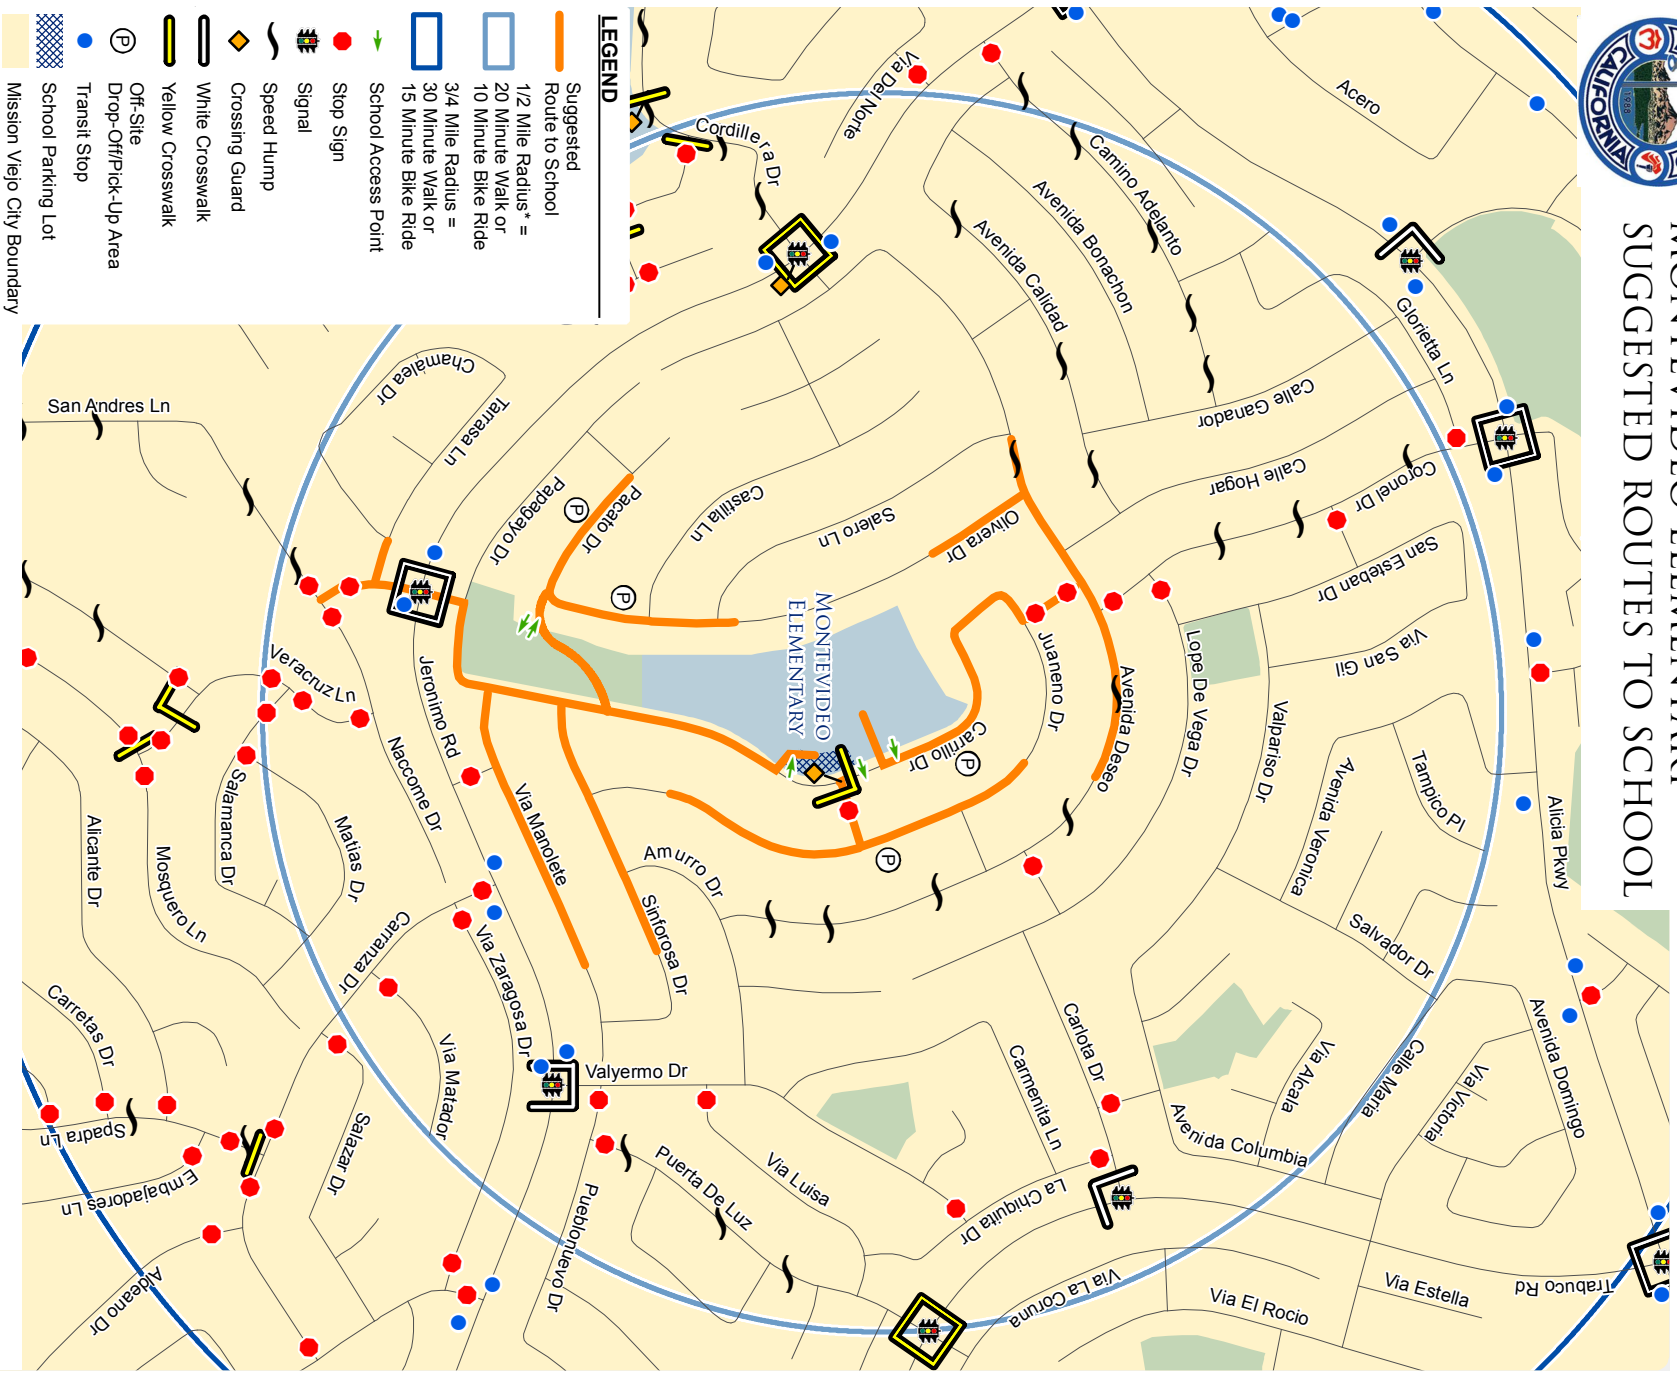 MONTEVIDEO ELEMENTARY
SUGGESTED ROUTES TO SCHOOL
CALIFORNIA
1988
LEGEND
Suggested
Route to School
1/2 Mile Radius* =
20 Minute Walk or
10 Minute Bike Ride
3/4 Mile Radius =
30 Minute Walk or
15 Minute Bike Ride
School Access Point
Stop Sign
Signal
Speed Hump
Crossing Guard
White Crosswalk
Yellow Crosswalk
P
Off-Site
Drop-Off/Pick-Up Area
Transit Stop
School Parking Lot
Mission Viejo City Boundary
Acero
Via Del Norte
Cordillera Dr
Camino Adelanto
Avenida Bonachon
Avenida Calidad
Glorietta Ln
Calle Ganador
Calle Hogar
Coronel Dr
San Esteban Dr
Via San Gil
Chamalea Dr
Tarrasa Ln
San Andres Ln
Papagayo Dr
Pacato Dr
P
Castilla Ln
Salero Ln
Olivera Dr
P
MONTEVIDEO
ELEMENTARY
Juaneno Dr
Lope De Vega Dr
Avenida Deseo
Valpariso Dr
Avenida Veronica
Tampico Pl
Alicia Pkwy
Carrillo Dr
P
P
Veracruz Ln
Jeronimo Rd
Naccome Dr
Salamanca Dr
Matias Dr
Alicante Dr
Mosquero Ln
Via Manolete
Amurro Dr
Sinforosa Dr
Carranza Dr
Via Zaragosa Dr
Salvador Dr
Carretas Dr
Via Matador
Valyermo Dr
Carlota Dr
Carmenita Ln
Via Alcala
Calle Maria
Via Victoria
Avenida Domingo
Avenida Columbia
Spadra Ln
Embajadores Ln
Salazar Dr
Aldeano Dr
Pueblonuevo Dr
Puerta De Luz
Via Luisa
La Chiquita Dr
Via La Coruna
Via El Rocio
Via Estella
Trabuco Rd